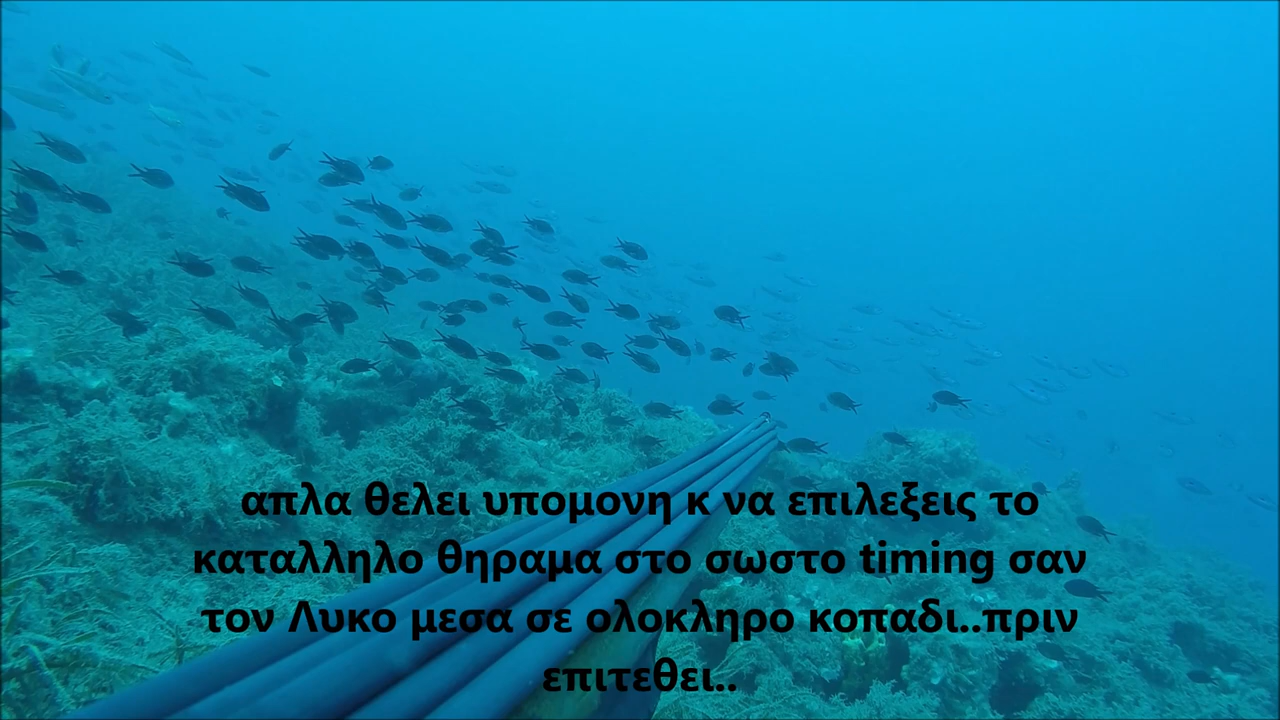 απλα θελει υπομονη κ να επιλεξεις το
καταλληλο θηραμα στο σωστο timing σαν
τον Λυκο μεσα σε ολοκληρο κοπαδι..πριν
επιτεθει..